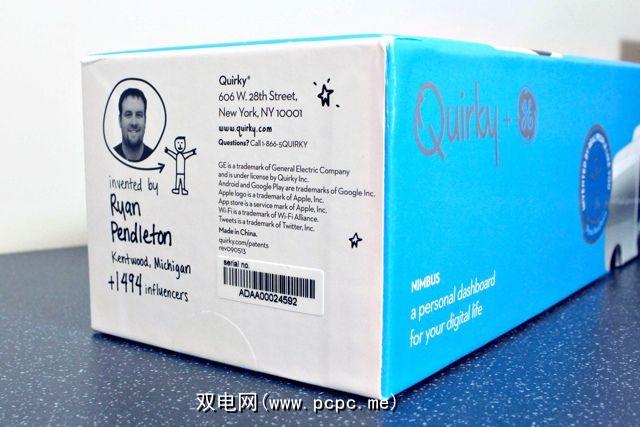 invented by
Ryan
Pendleton
Kentwood, Michigan
+1494 influencers
Quirky®
606 W. 28th Street,
New York, NY 10001
www.quirky.com
Questions? Call 1-866-5QUIRKY
GE is a trademark of General Electric Company
and is under license by Quirky Inc.
Android and Google Play are trademarks of Google Inc.
Apple logo is a trademark of Apple, Inc.
App store is a service mark of Apple, Inc.
Wi-Fi is a trademark of Wi-Fi Alliance.
Tweets is a trademark of Twitter, Inc.
Made in China.
quirky.com/patents
rev090513
serial no.
ADAA00024592
Quirky + GE
NIMBUS
a personal dashboard
for your digital life
INVENTED BY
双电网(www.pcpc.me)